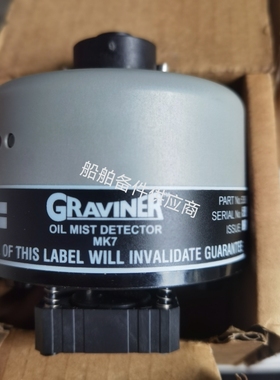 船舶备件供应商
GRAVINER
OIL MIST DETECTOR
MK7
PART No.
SERIAL No.
ISSUE
OF THIS LABEL WILL INVALIDATE GUARANTEE